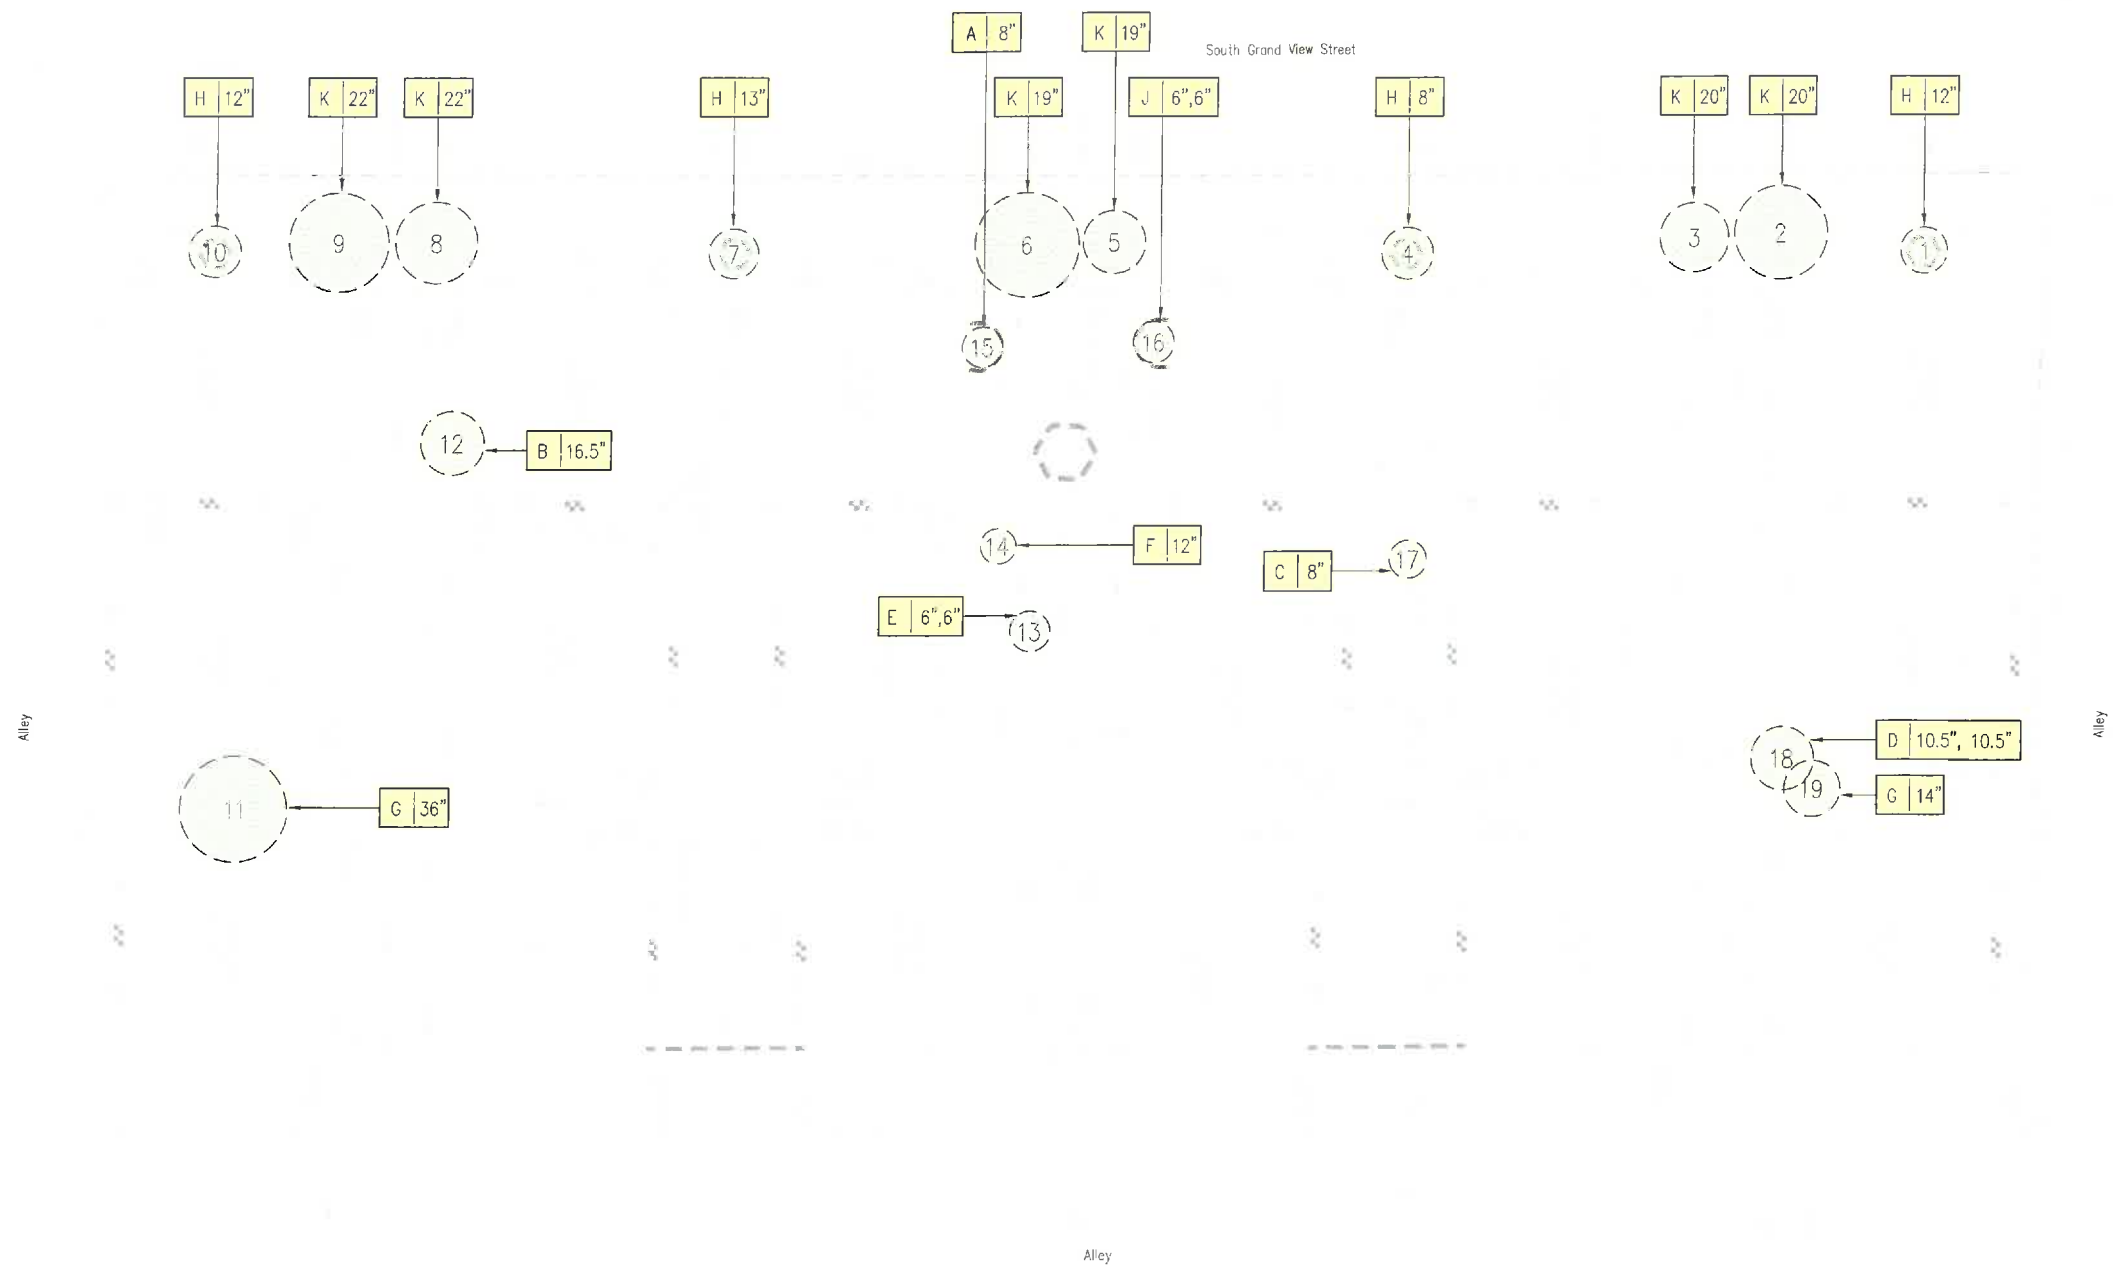 A 8"
K 19"
South Grand View Street
H 12"
K 22"
K 22"
H 13"
K 19"
J 6",6"
H 8"
K 20"
K 20"
H 12"
10
9
8
7
6
5
4
3
2
1
15
16
12
B 16.5"
14
F 12"
C 8"
17
E 6",6"
13
Alley
Alley
18
D 10.5", 10.5"
19
G 14"
11
G 36"
Alley